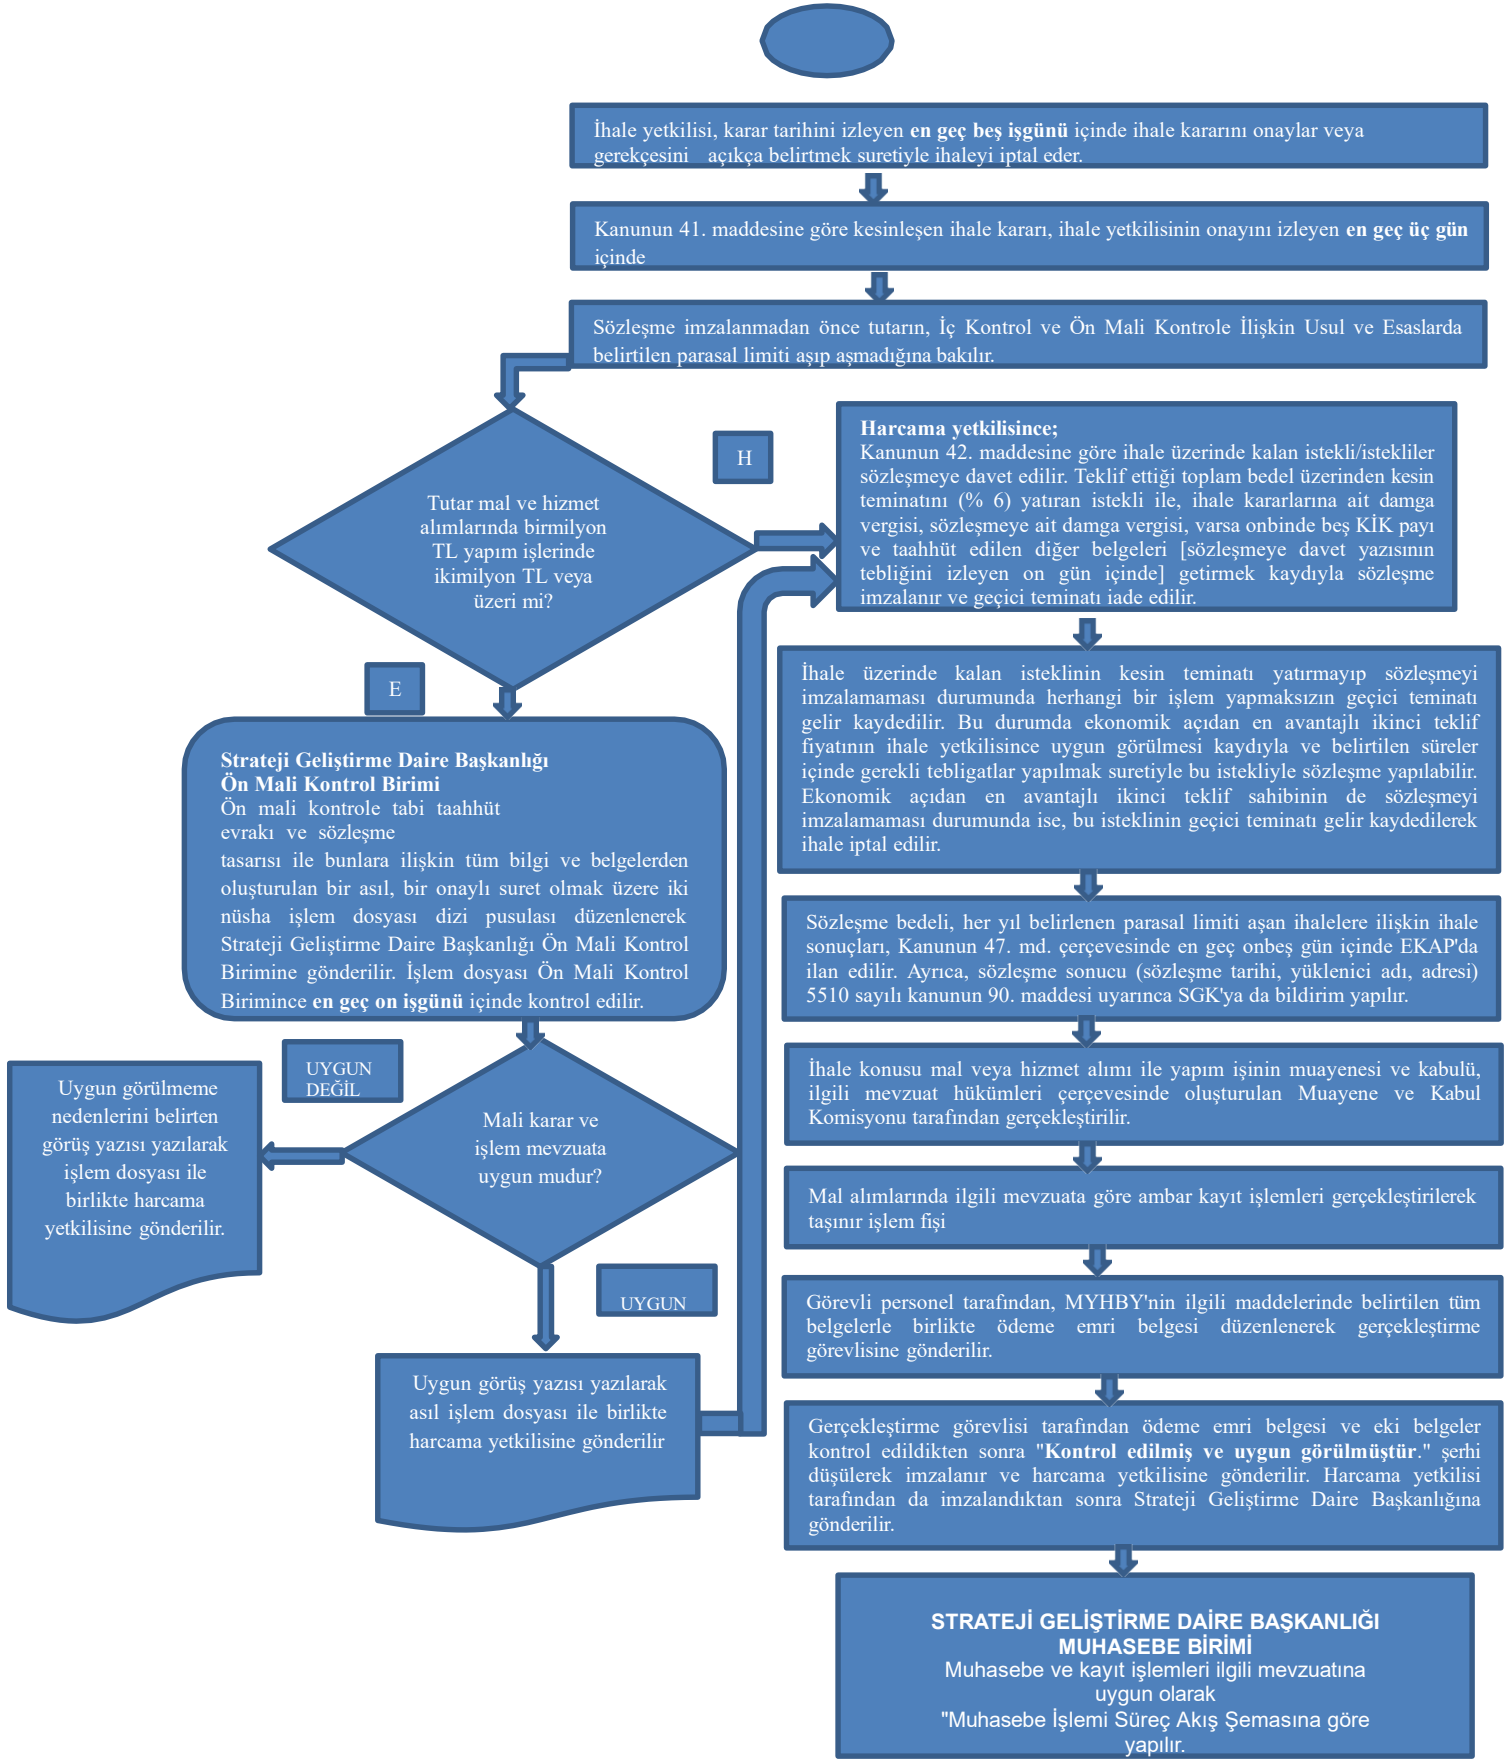 İhale yetkilisi, karar tarihini izleyen en geç beş işgünü içinde ihale kararını onaylar veya
gerekçesini açıkça belirtmek suretiyle ihaleyi iptal eder.
Kanunun 41. maddesine göre kesinleşen ihale kararı, ihale yetkilisinin onayını izleyen en geç üç gün
içinde
Sözleşme imzalanmadan önce tutarın, İç Kontrol ve Ön Mali Kontrole İlişkin Usul ve Esaslarda
belirtilen parasal limiti aşıp aşmadığına bakılır.
Tutar mal ve hizmet
alımlarında birmilyon
TL yapım işlerinde
ikimilyon TL veya
üzeri mi?
H
Harcama yetkilisince;
Kanunun 42. maddesine göre ihale üzerinde kalan istekli/istekliler
sözleşmeye davet edilir. Teklif ettiği toplam bedel üzerinden kesin
teminatını (% 6) yatıran istekli ile, ihale kararlarına ait damga
vergisi, sözleşmeye ait damga vergisi, varsa onbinde beş KİK payı
ve taahhüt edilen diğer belgeleri [sözleşmeye davet yazısının
tebliğini izleyen on gün içinde] getirmek kaydıyla sözleşme
imzalanır ve geçici teminatı iade edilir.
E
Strateji Geliştirme Daire Başkanlığı
Ön Mali Kontrol Birimi
Ön mali kontrole tabi taahhüt
evrakı ve sözleşme
tasarısı ile bunlara ilişkin tüm bilgi ve belgelerden
oluşturulan bir asıl, bir onaylı suret olmak üzere iki
nüsha işlem dosyası dizi pusulası düzenlenerek
Strateji Geliştirme Daire Başkanlığı Ön Mali Kontrol
Birimine gönderilir. İşlem dosyası Ön Mali Kontrol
Birimince en geç on işgünü içinde kontrol edilir.
İhale üzerinde kalan isteklinin kesin teminatı yatırmayıp sözleşmeyi
imzalamaması durumunda herhangi bir işlem yapmaksızın geçici teminatı
gelir kaydedilir. Bu durumda ekonomik açıdan en avantajlı ikinci teklif
fiyatının ihale yetkilisince uygun görülmesi kaydıyla ve belirtilen süreler
içinde gerekli tebligatlar yapılmak suretiyle bu istekliyle sözleşme yapılabilir.
Ekonomik açıdan en avantajlı ikinci teklif sahibinin de sözleşmeyi
imzalamaması durumunda ise, bu isteklinin geçici teminatı gelir kaydedilerek
ihale iptal edilir.
Sözleşme bedeli, her yıl belirlenen parasal limiti aşan ihalelere ilişkin ihale
sonuçları, Kanunun 47. md. çerçevesinde en geç onbeş gün içinde EKAP'da
ilan edilir. Ayrıca, sözleşme sonucu (sözleşme tarihi, yüklenici adı, adresi)
5510 sayılı kanunun 90. maddesi uyarınca SGK'ya da bildirim yapılır.
UYGUN
DEĞİL
Uygun görülmeme
nedenlerini belirten
görüş yazısı yazılarak
işlem dosyası ile
birlikte harcama
yetkilisine gönderilir.
Mali karar ve
işlem mevzuata
uygun mudur?
İhale konusu mal veya hizmet alımı ile yapım işinin muayenesi ve kabulü,
ilgili mevzuat hükümleri çerçevesinde oluşturulan Muayene ve Kabul
Komisyonu tarafından gerçekleştirilir.
Mal alımlarında ilgili mevzuata göre ambar kayıt işlemleri gerçekleştirilerek
taşınır işlem fişi
UYGUN
Görevli personel tarafından, MYHBY'nin ilgili maddelerinde belirtilen tüm
belgelerle birlikte ödeme emri belgesi düzenlenerek gerçekleştirme
görevlisine gönderilir.
Uygun görüş yazısı yazılarak
asıl işlem dosyası ile birlikte
harcama yetkilisine gönderilir
Gerçekleştirme görevlisi tarafından ödeme emri belgesi ve eki belgeler
kontrol edildikten sonra "Kontrol edilmiş ve uygun görülmüştür." şerhi
düşülerek imzalanır ve harcama yetkilisine gönderilir. Harcama yetkilisi
tarafından da imzalandıktan sonra Strateji Geliştirme Daire Başkanlığına
gönderilir.
STRATEJİ GELİŞTİRME DAİRE BAŞKANLIĞI
MUHASEBE BİRİMİ
Muhasebe ve kayıt işlemleri ilgili mevzuatına
uygun olarak
"Muhasebe İşlemi Süreç Akış Şemasına göre
yapılır.